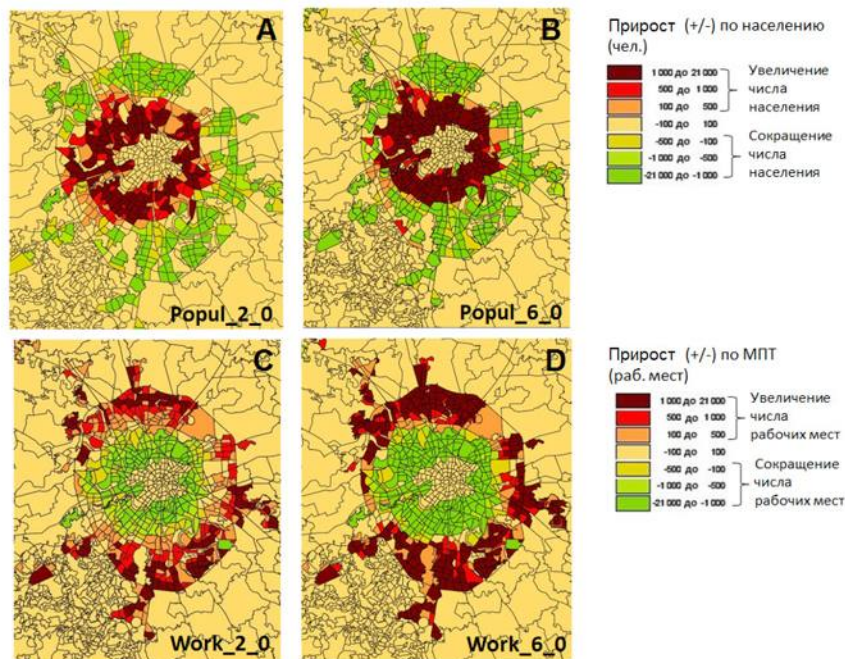 A
Popul_2_0
B
Popul_6_0
Прирост (+/-) по населению
(чел.)
1 000 до 21 000
500 до 1 000
100 до 500
-100 до 100
-500 до -100
-1 000 до -500
-21 000 до -1 000
Увеличение
числа
населения
Сокращение
числа
населения
C
Work_2_0
D
Work_6_0
Прирост (+/-) по МПТ
(раб. мест)
1 000 до 21 000
500 до 1 000
100 до 500
-100 до 100
-500 до -100
-1 000 до -500
-21 000 до -1 000
Увеличение
числа
рабочих мест
Сокращение
числа
рабочих мест